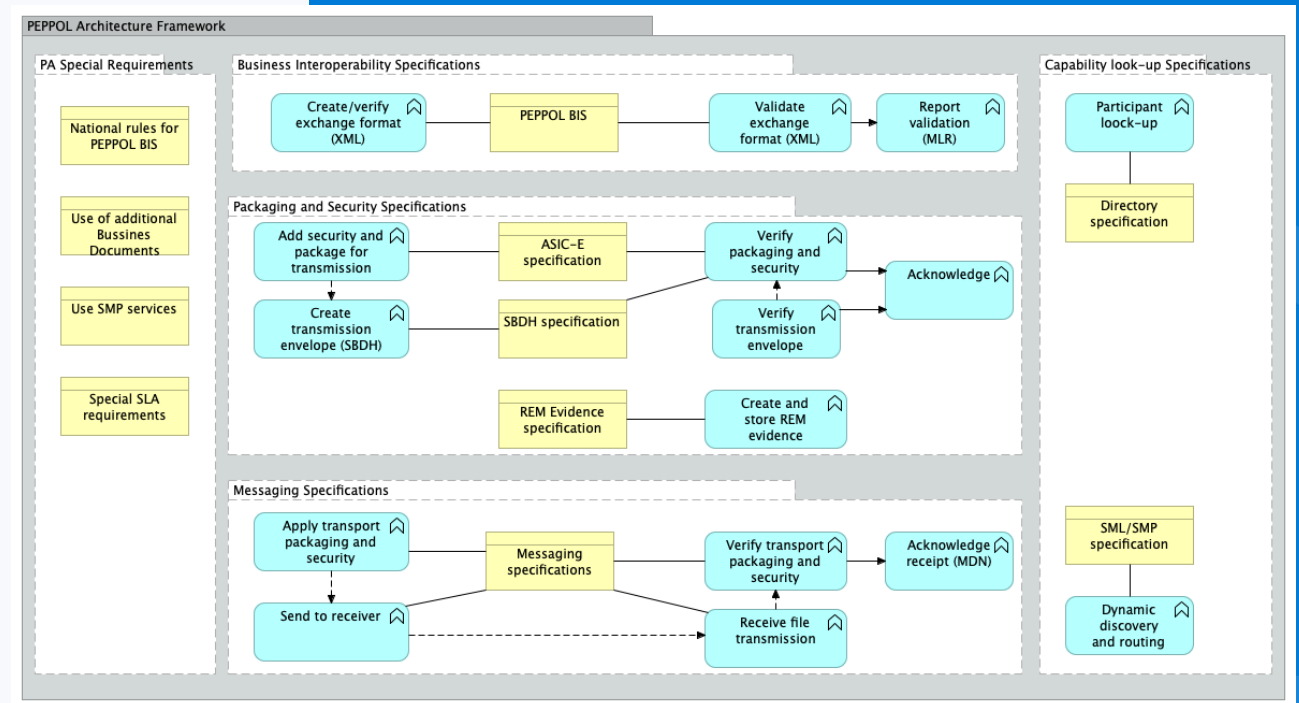 PEPPOL Architecture Framework
PA Special Requirements
National rules for
PEPPOL BIS
Use of additional
Bussines
Documents
Use SMP services
Special SLA
requirements
Business Interoperability Specifications
Create/verify
exchange format
(XML)
PEPPOL BIS
Validate
exchange
format (XML)
Report
validation
(MLR)
Packaging and Security Specifications
Add security and
package for
transmission
ASIC-E
specification
Verify
packaging and
security
Acknowledge
Create
transmission
envelope (SBDH)
SBDH specification
Verify
transmission
envelope
REM Evidence
specification
Create and
store REM
evidence
Messaging Specifications
Apply transport
packaging and
security
Messaging
specifications
Verify transport
packaging and
security
Acknowledge
receipt (MDN)
Send to receiver
Receive file
transmission
Capability look-up Specifications
Participant
loock-up
Directory
specification
SML/SMP
specification
Dynamic
discovery
and routing